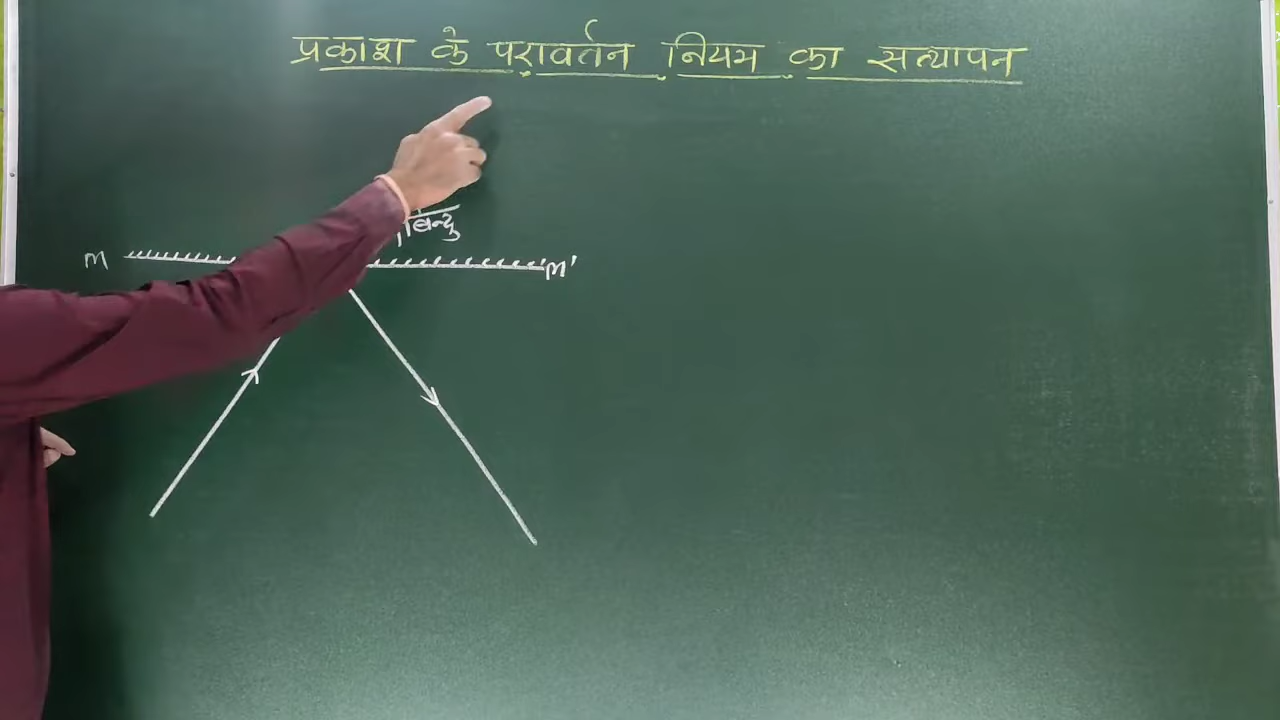 प्रकाश के परावर्तन नियम का सत्यापन
बिन्दु
M M'